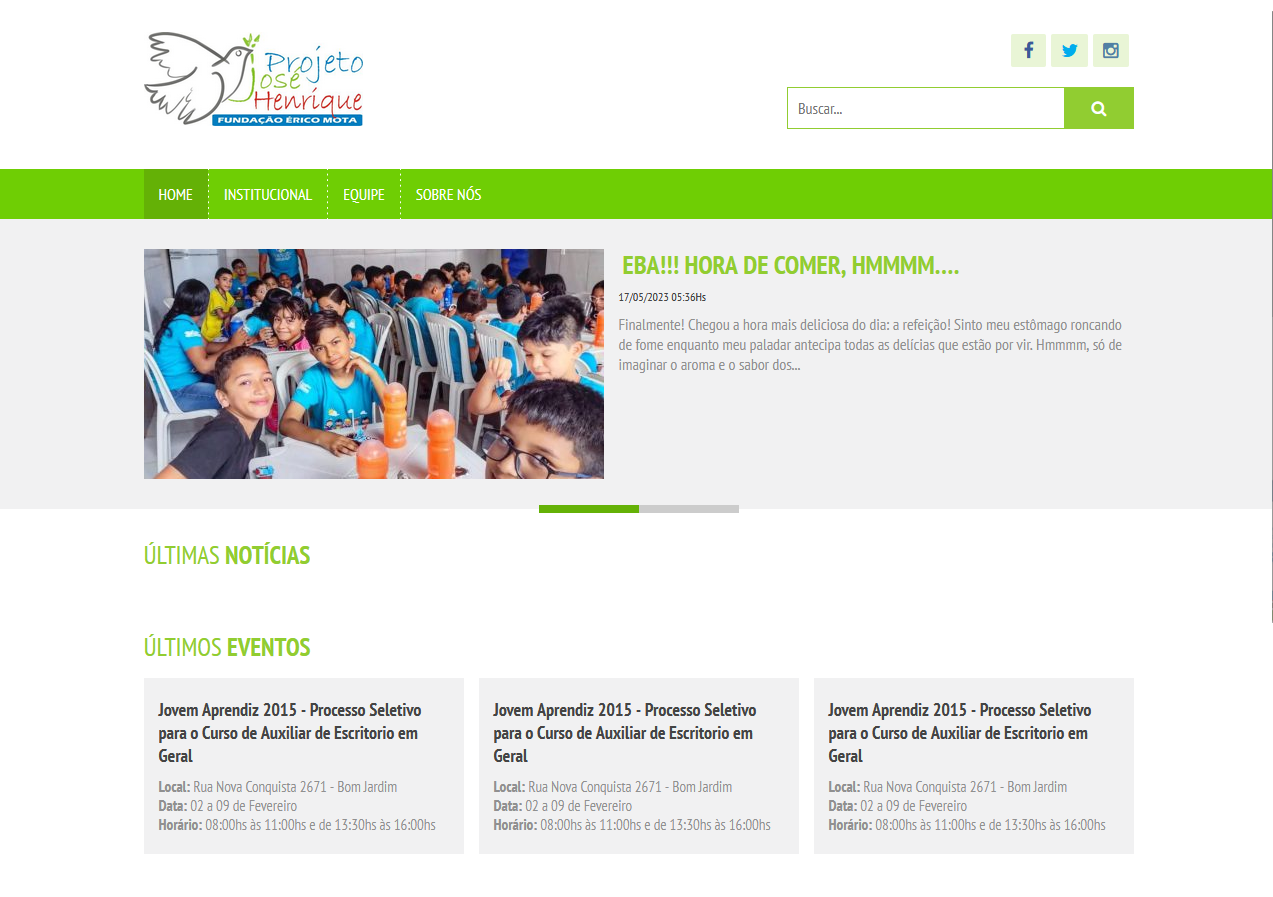 Projeto
José
Henrique
FUNDAÇÃO ÉRICO MOTA
Buscar...
HOME
INSTITUCIONAL
EQUIPE
SOBRE NÓS
EBA!!! HORA DE COMER, HMMMM....
17/05/2023 05:36Hs
Finalmente! Chegou a hora mais deliciosa do dia: a refeição! Sinto meu estômago roncando
de fome enquanto meu paladar antecipa todas as delícias que estão por vir. Hmmmm, só de
imaginar o aroma e o sabor dos...
ÚLTIMAS NOTÍCIAS
ÚLTIMOS EVENTOS
Jovem Aprendiz 2015 - Processo Seletivo
para o Curso de Auxiliar de Escritorio em
Geral
Local: Rua Nova Conquista 2671 - Bom Jardim
Data: 02 a 09 de Fevereiro
Horário: 08:00hs às 11:00hs e de 13:30hs às 16:00hs
Jovem Aprendiz 2015 - Processo Seletivo
para o Curso de Auxiliar de Escritorio em
Geral
Local: Rua Nova Conquista 2671 - Bom Jardim
Data: 02 a 09 de Fevereiro
Horário: 08:00hs às 11:00hs e de 13:30hs às 16:00hs
Jovem Aprendiz 2015 - Processo Seletivo
para o Curso de Auxiliar de Escritorio em
Geral
Local: Rua Nova Conquista 2671 - Bom Jardim
Data: 02 a 09 de Fevereiro
Horário: 08:00hs às 11:00hs e de 13:30hs às 16:00hs